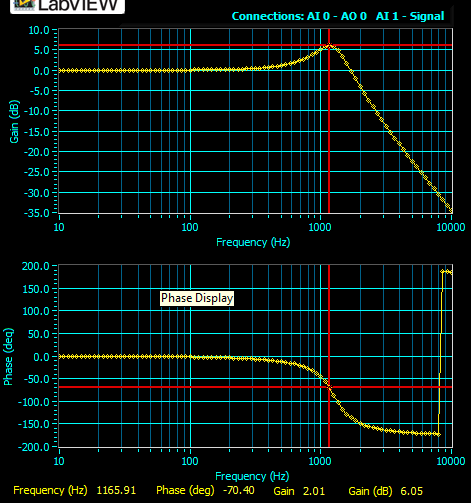 LabVIEW
Connections: AI 0 - AO 0 AI 1 - Signal
10.0
5.0
0.0
-5.0
-10.0
-15.0
-20.0
-25.0
-30.0
-35.0
Gain (dB)
10 100 1000 10000
Frequency (Hz)
200.0
150.0
100.0
50.0
0.0
-50.0
-100.0
-150.0
-200.0
Phase (deg)
Phase Display
10 100 1000 10000
Frequency (Hz)
Frequency (Hz) 1165.91 Phase (deg) -70.40 Gain 2.01 Gain (dB) 6.05